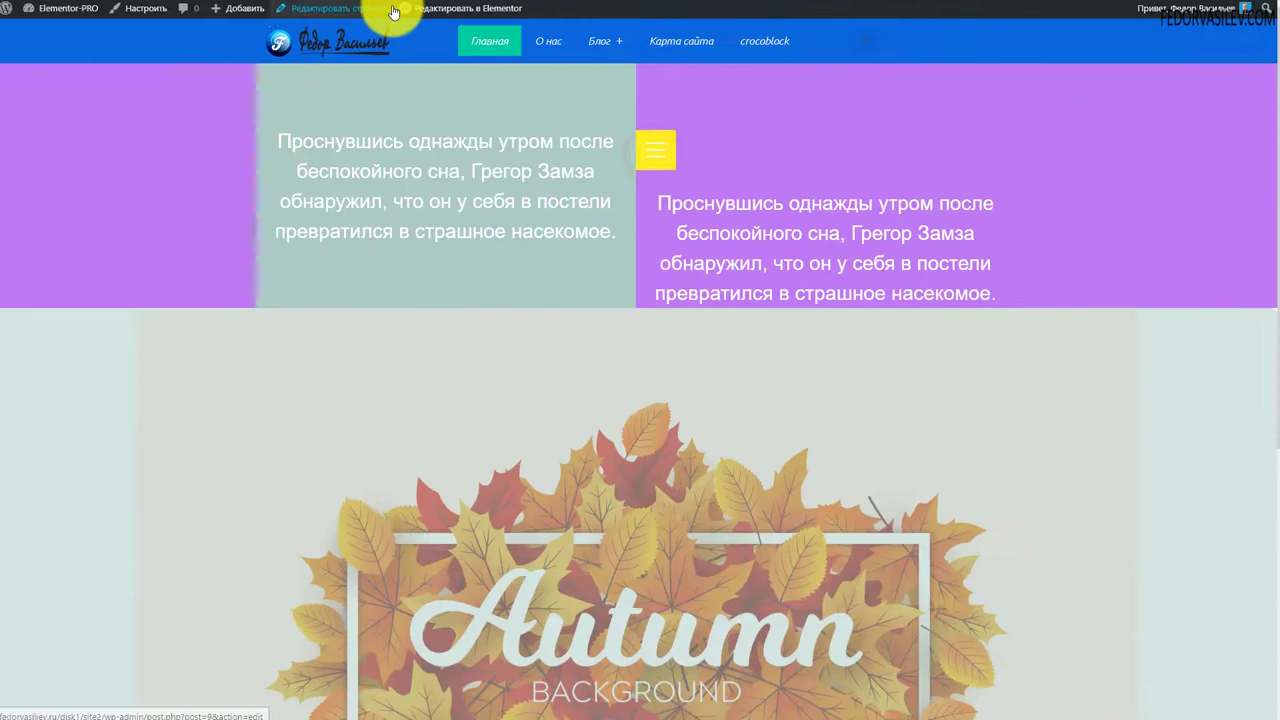 Elementor-PRO Настроить 0 Добавить Редактировать Редактировать в Elementor Привет, Федор Васильев
FEDORVASILEV.COM
Федор Васильев Главная О нас Блог + Карта сайта crocoblock
Проснувшись однажды утром после
беспокойного сна, Грегор Замза
обнаружил, что он у себя в постели
превратился в страшное насекомое.
Проснувшись однажды утром после
беспокойного сна, Грегор Замза
обнаружил, что он у себя в постели
превратился в страшное насекомое.
Autumn
BACKGROUND
fedorvasiliev.ru/disk1/site2/wp-admin/post.php?post=9&action=edit